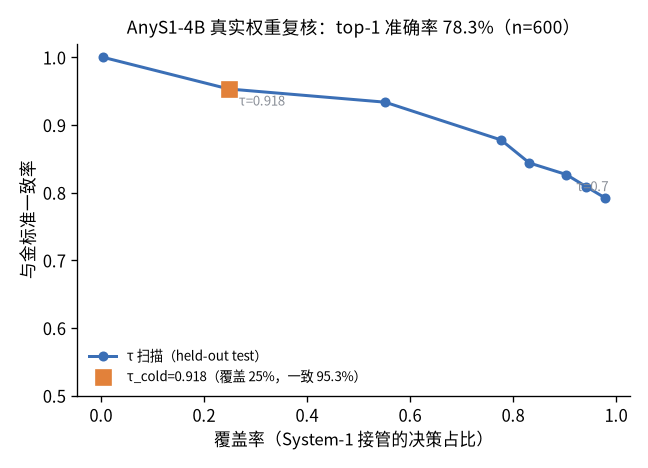 AnyS1-4B 真实权重复核：top-1 准确率 78.3%（n=600）
与金标准一致率
1.0
0.9
0.8
0.7
0.6
0.5
τ=0.918
τ=0.7
τ 扫描（held-out test）
τ_cold=0.918（覆盖 25%，一致 95.3%）
0.0 0.2 0.4 0.6 0.8 1.0
覆盖率（System-1 接管的决策占比）